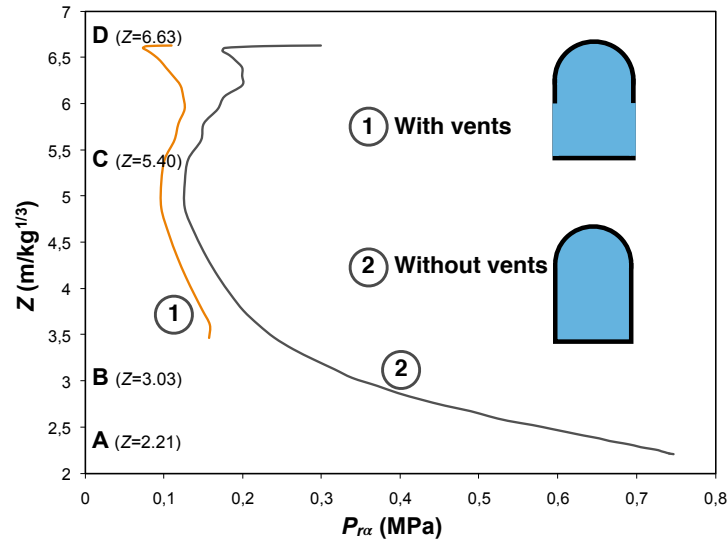 7
D (Z=6.63)
6,5
6
1 With vents
5,5
C (Z=5.40)
5
4,5
2 Without vents
4
1
3,5
B (Z=3.03)
3
2
2,5
A (Z=2.21)
2
0
0,1
0,2
0,3
0,4
0,5
0,6
0,7
0,8
Z (m/kg1/3)
Prα (MPa)